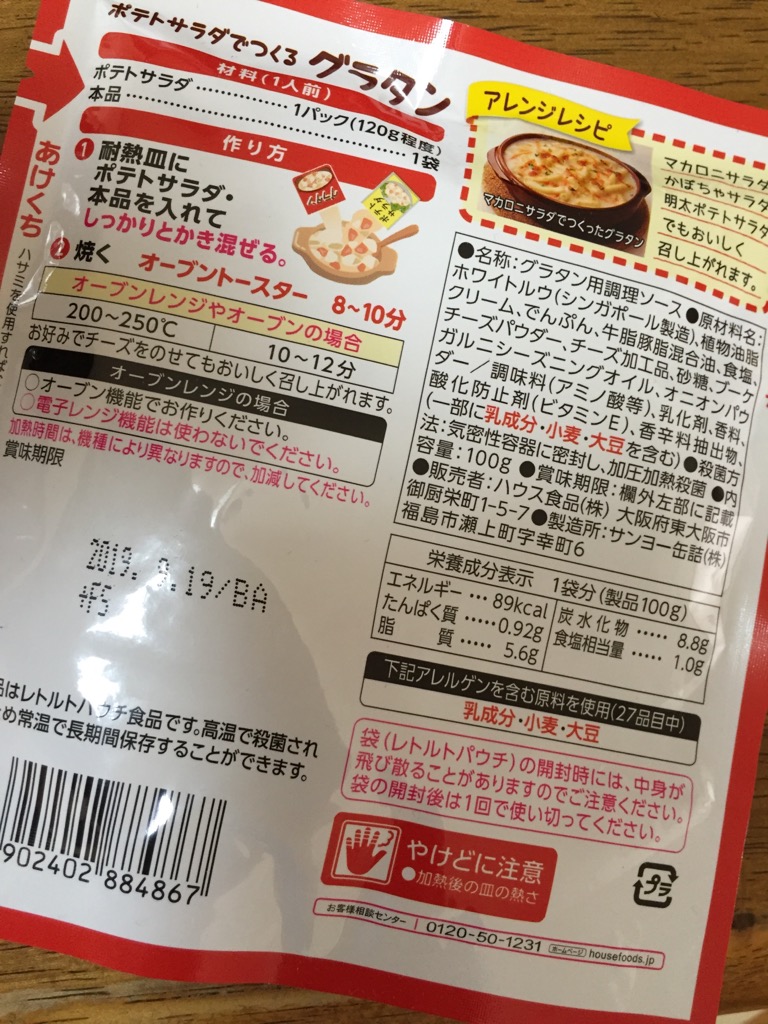 ポテトサラダでつくる グラタン
材料(1人前)
ポテトサラダ……………1パック(120g程度)
本品……………………………………1袋
作り方
1 耐熱皿に
ポテトサラダ・
本品を入れて
しっかりとかき混ぜる。
2 焼く オーブントースター 8~10分
オーブンレンジやオーブンの場合
200~250℃ 10~12分
お好みでチーズをのせてもおいしく召し上がれます。
オーブンレンジの場合
○オーブン機能でお作りください。
○電子レンジ機能は使わないでください。
加熱時間は、機種により異なりますので、加減してください。
賞味期限
2019. 9.19/BA
あけくち
ハサミを使用すれば、
品はレトルトパウチ食品です。高温で殺菌され
め常温で長期間保存することができます。
902402 884867
アレンジレシピ
マカロニサラダでつくったグラタン
マカロニサラダ
かぼちゃサラダ
明太ポテトサラダ
でもおいしく
召し上がれます。
●名称:グラタン用調理ソース●原材料名:
ホワイトルウ(シンガポール製造)、植物油脂
クリーム、でんぷん、牛脂豚脂混合油、食塩、
チーズパウダー、チーズ加工品、砂糖、ブーケ
ガルニシーズニングオイル、オニオンパウ
ダー/調味料(アミノ酸等)、乳化剤、香料、
酸化防止剤(ビタミンE)、香辛料抽出物、
(一部に乳成分・小麦・大豆を含む)●殺菌方
法:気密性容器に密封し、加圧加熱殺菌●内
容量:100g●賞味期限:欄外左部に記載
●販売者:ハウス食品(株) 大阪府東大阪市
御厨栄町1-5-7●製造所:サンヨー缶詰(株)
福島市瀬上町字幸町6
栄養成分表示 1袋分(製品100g)
エネルギー…89kcal 炭水化物……8.8g
たんぱく質……0.92g 食塩相当量……1.0g
脂質……5.6g
下記アレルゲンを含む原料を使用(27品目中)
乳成分・小麦・大豆
袋(レトルトパウチ)の開封時には、中身が
飛び散ることがありますのでご注意ください。
袋の開封後は1回で使い切ってください。
やけどに注意
●加熱後の皿の熱さ
プラ
お客様相談センター 0120-50-1231 ホームページ housefoods.jp